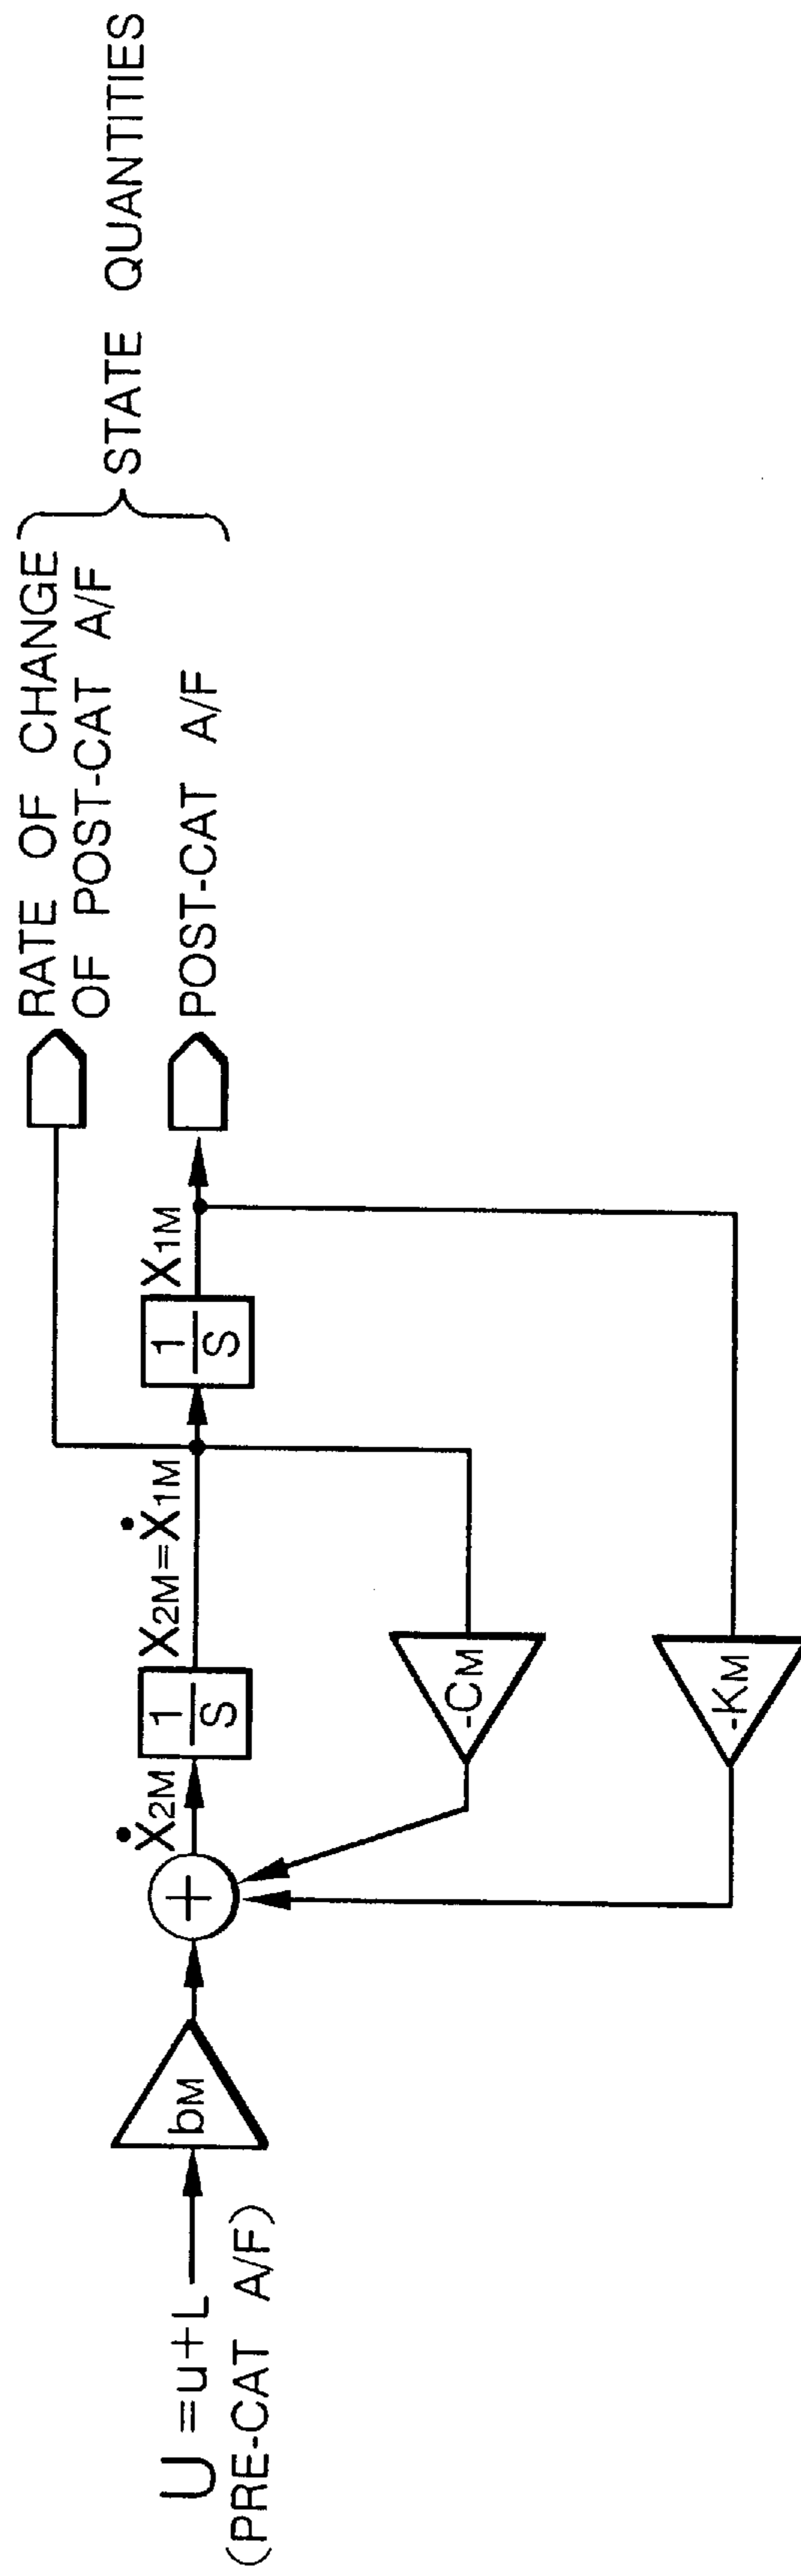 U=u+L
(PRE-CAT A/F)
bM
+
Ẋ2M
1
S
X2M=Ẋ1M
1
S
X1M
-CM
-KM
RATE OF CHANGE
OF POST-CAT A/F
POST-CAT A/F
STATE QUANTITIES